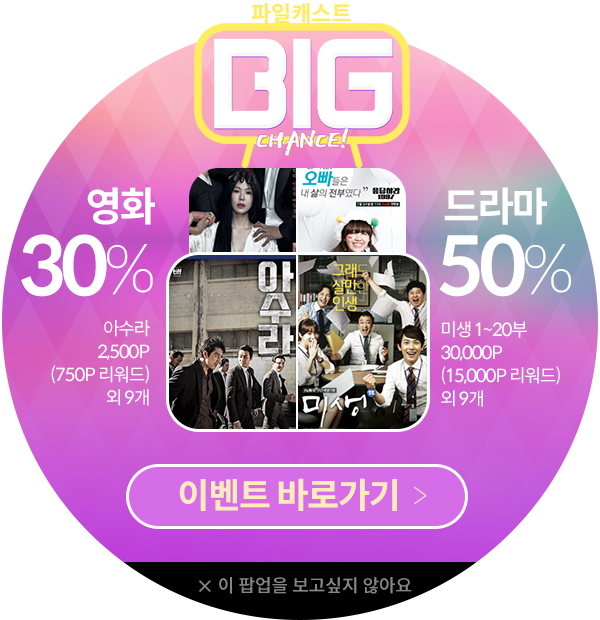 파일캐스트
BIG
CHANCE!
오빠들은
내 삶의 전부였다”
응답하라
1997
영화
30%
드라마
50%
아수라
그래도
살만한
인생
미생
아수라
2,500P
(750P 리워드)
외 9개
미생 1~20부
30,000P
(15,000P 리워드)
외 9개
이벤트 바로가기 >
× 이 팝업을 보고싶지 않아요